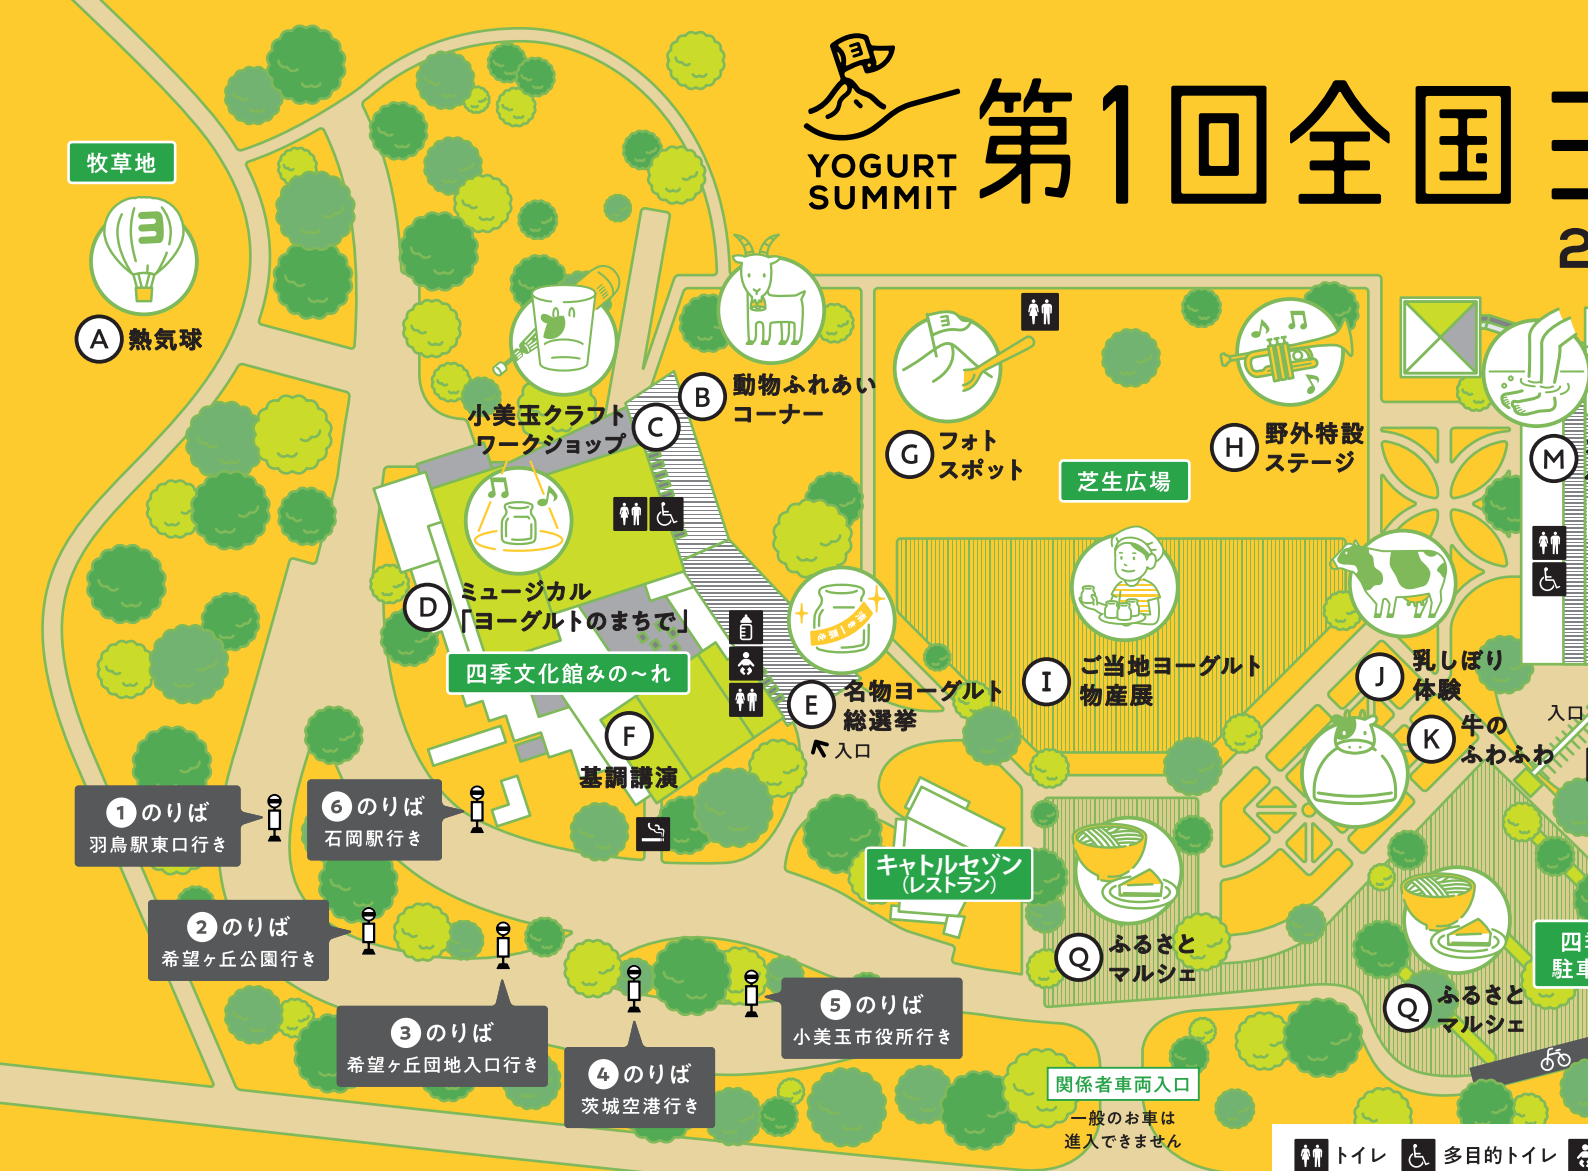 YOGURT
SUMMIT
第1回全国ヨ
2
牧草地
A 熱気球
小美玉クラフト
ワークショップ
C
B 動物ふれあい
コーナー
G フォト
スポット
H 野外特設
ステージ
M
芝生広場
D ミュージカル
「ヨーグルトのまちで」
四季文化館みの〜れ
E 名物ヨーグルト
総選挙
入口
F
基調講演
I ご当地ヨーグルト
物産展
J 乳しぼり
体験
K 牛の
ふわふわ
入口
1 のりば
羽鳥駅東口行き
6 のりば
石岡駅行き
2 のりば
希望ヶ丘公園行き
3 のりば
希望ヶ丘団地入口行き
4 のりば
茨城空港行き
5 のりば
小美玉市役所行き
キャトルセゾン
(レストラン)
Q ふるさと
マルシェ
Q ふるさと
マルシェ
四季
駐車
関係者車両入口
一般のお車は
進入できません
トイレ 多目的トイレ